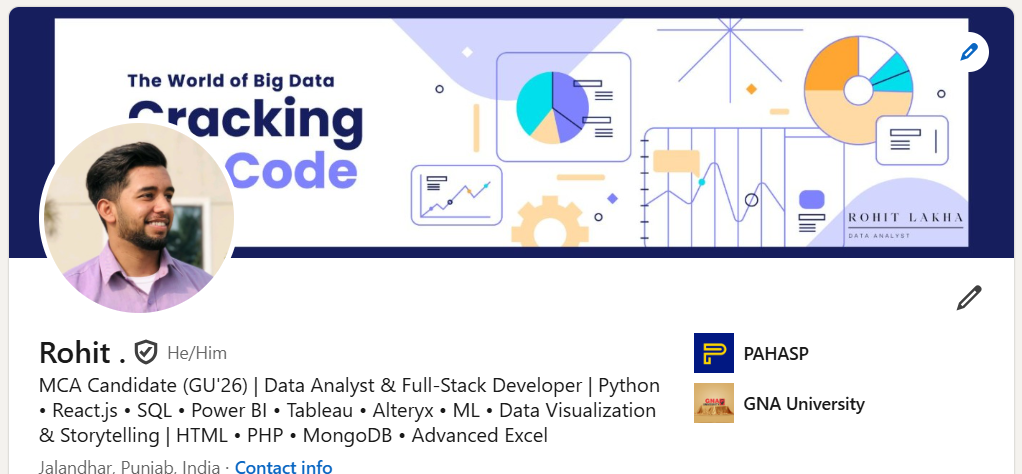 The World of Big Data
Cracking
Code
ROHIT LAKHA
DATA ANALYST
Rohit . He/Him
MCA Candidate (GU'26) | Data Analyst & Full-Stack Developer | Python
• React.js • SQL • Power BI • Tableau • Alteryx • ML • Data Visualization
& Storytelling | HTML • PHP • MongoDB • Advanced Excel
Jalandhar, Punjab, India · Contact info
PAHASP
GNA University
GNA